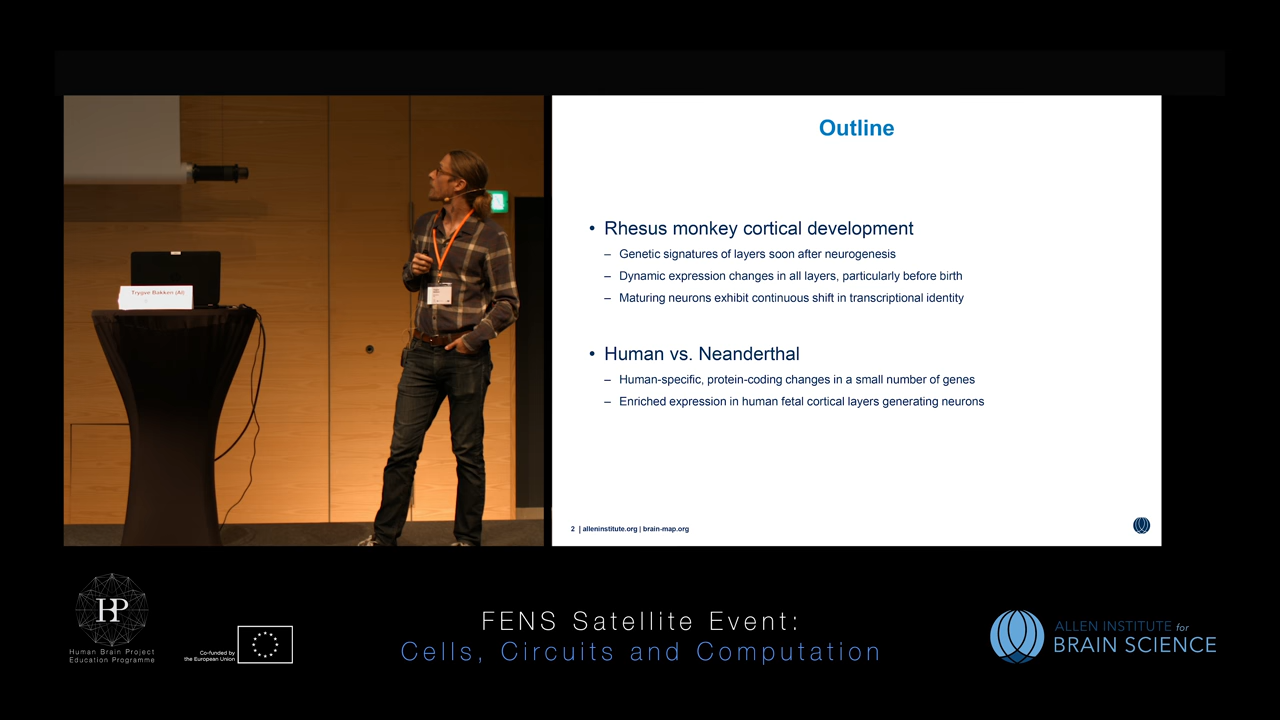 Trygve Bakken (AI)
Outline
• Rhesus monkey cortical development
– Genetic signatures of layers soon after neurogenesis
– Dynamic expression changes in all layers, particularly before birth
– Maturing neurons exhibit continuous shift in transcriptional identity
• Human vs. Neanderthal
– Human-specific, protein-coding changes in a small number of genes
– Enriched expression in human fetal cortical layers generating neurons
2 | alleninstitute.org | brain-map.org
HBP
Human Brain Project
Education Programme
Co-funded by
the European Union
FENS Satellite Event:
Cells, Circuits and Computation
ALLEN INSTITUTE for
BRAIN SCIENCE